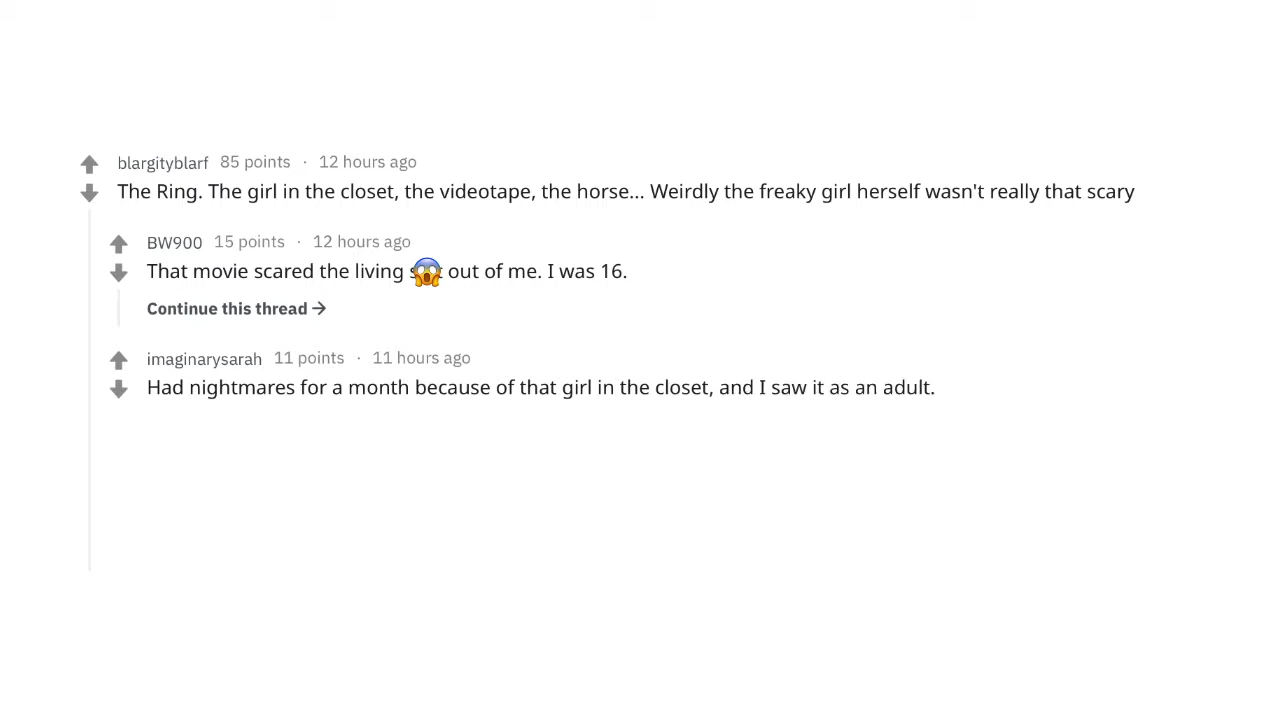 blargityblarf 85 points · 12 hours ago
The Ring. The girl in the closet, the videotape, the horse... Weirdly the freaky girl herself wasn't really that scary
BW900 15 points · 12 hours ago
That movie scared the living 😱 out of me. I was 16.
Continue this thread →
imaginarysarah 11 points · 11 hours ago
Had nightmares for a month because of that girl in the closet, and I saw it as an adult.